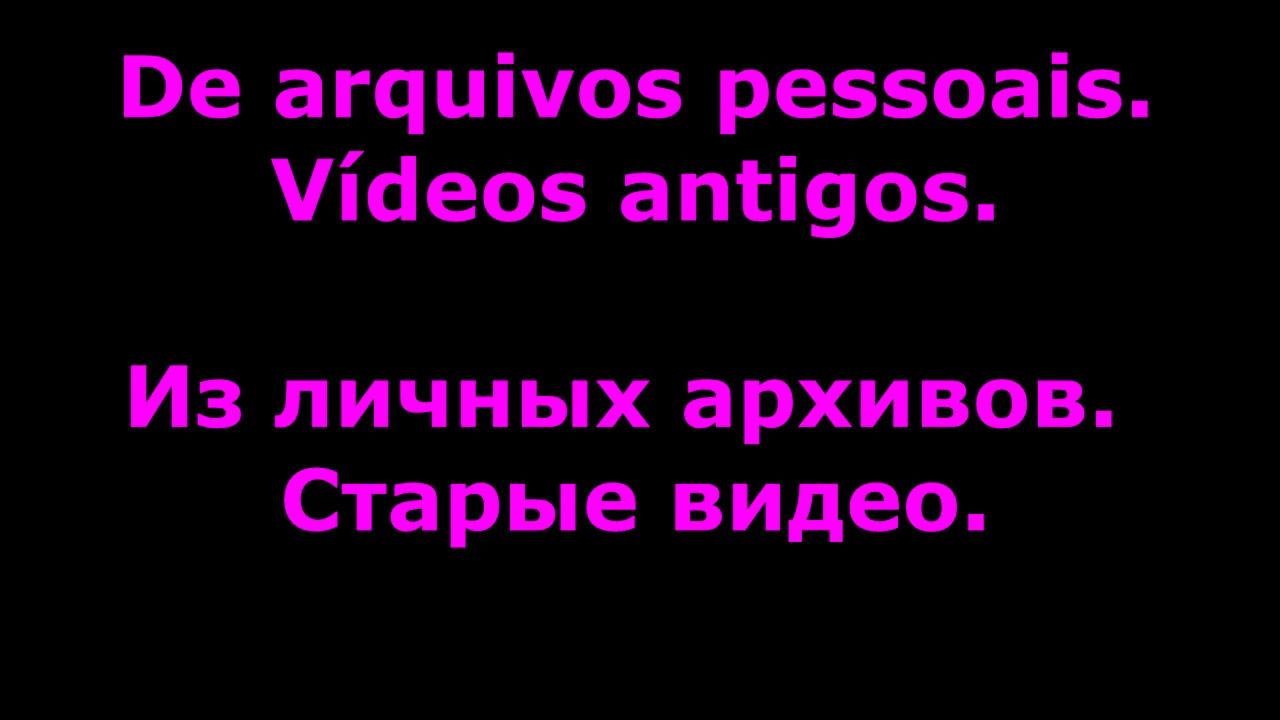 De arquivos pessoais.
Vídeos antigos.
Из личных архивов.
Старые видео.